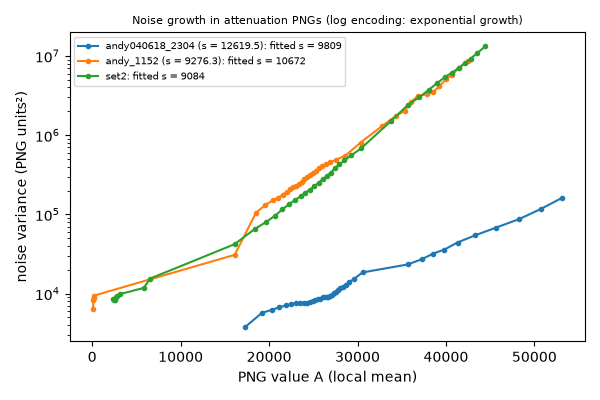 Noise growth in attenuation PNGs (log encoding: exponential growth)
andy040618_2304 (s = 12619.5): fitted s = 9809
andy_1152 (s = 9276.3): fitted s = 10672
set2: fitted s = 9084
noise variance (PNG units²)
10⁷
10⁶
10⁵
10⁴
0 10000 20000 30000 40000 50000
PNG value A (local mean)